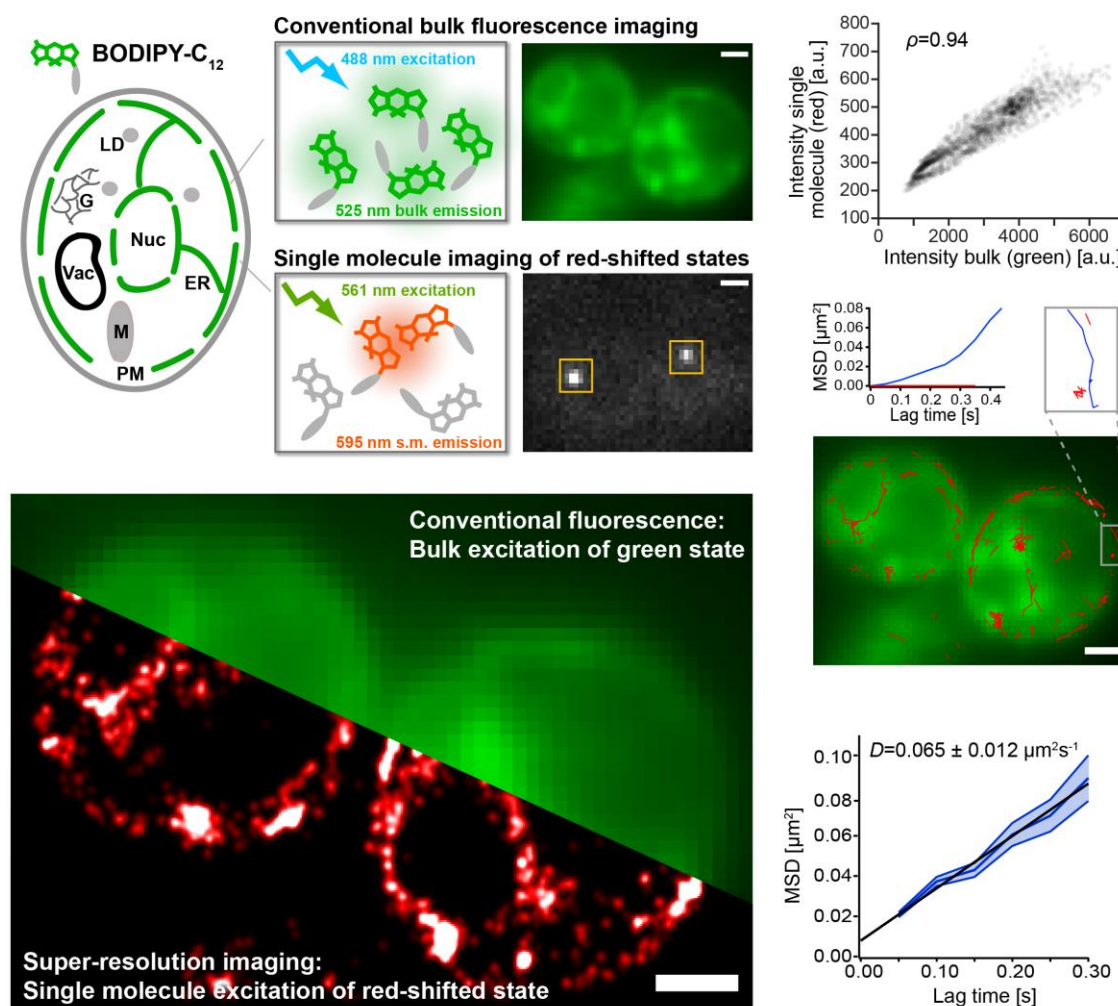 BODIPY-C₁₂
LD
G
Nuc
Vac
ER
M
PM
Conventional bulk fluorescence imaging
488 nm excitation
525 nm bulk emission
Single molecule imaging of red-shifted states
561 nm excitation
595 nm s.m. emission
ρ=0.94
Intensity single
molecule (red) [a.u.]
800
700
600
500
400
300
200
100
0 2000 4000 6000
Intensity bulk (green) [a.u.]
MSD [µm²]
0.08
0.06
0.04
0.02
0.00
0 0.1 0.2 0.3 0.4
Lag time [s]
Conventional fluorescence:
Bulk excitation of green state
Super-resolution imaging:
Single molecule excitation of red-shifted state
D=0.065 ± 0.012 µm²s⁻¹
MSD [µm²]
0.10
0.08
0.06
0.04
0.02
0.00
0.00 0.10 0.20 0.30
Lag time [s]